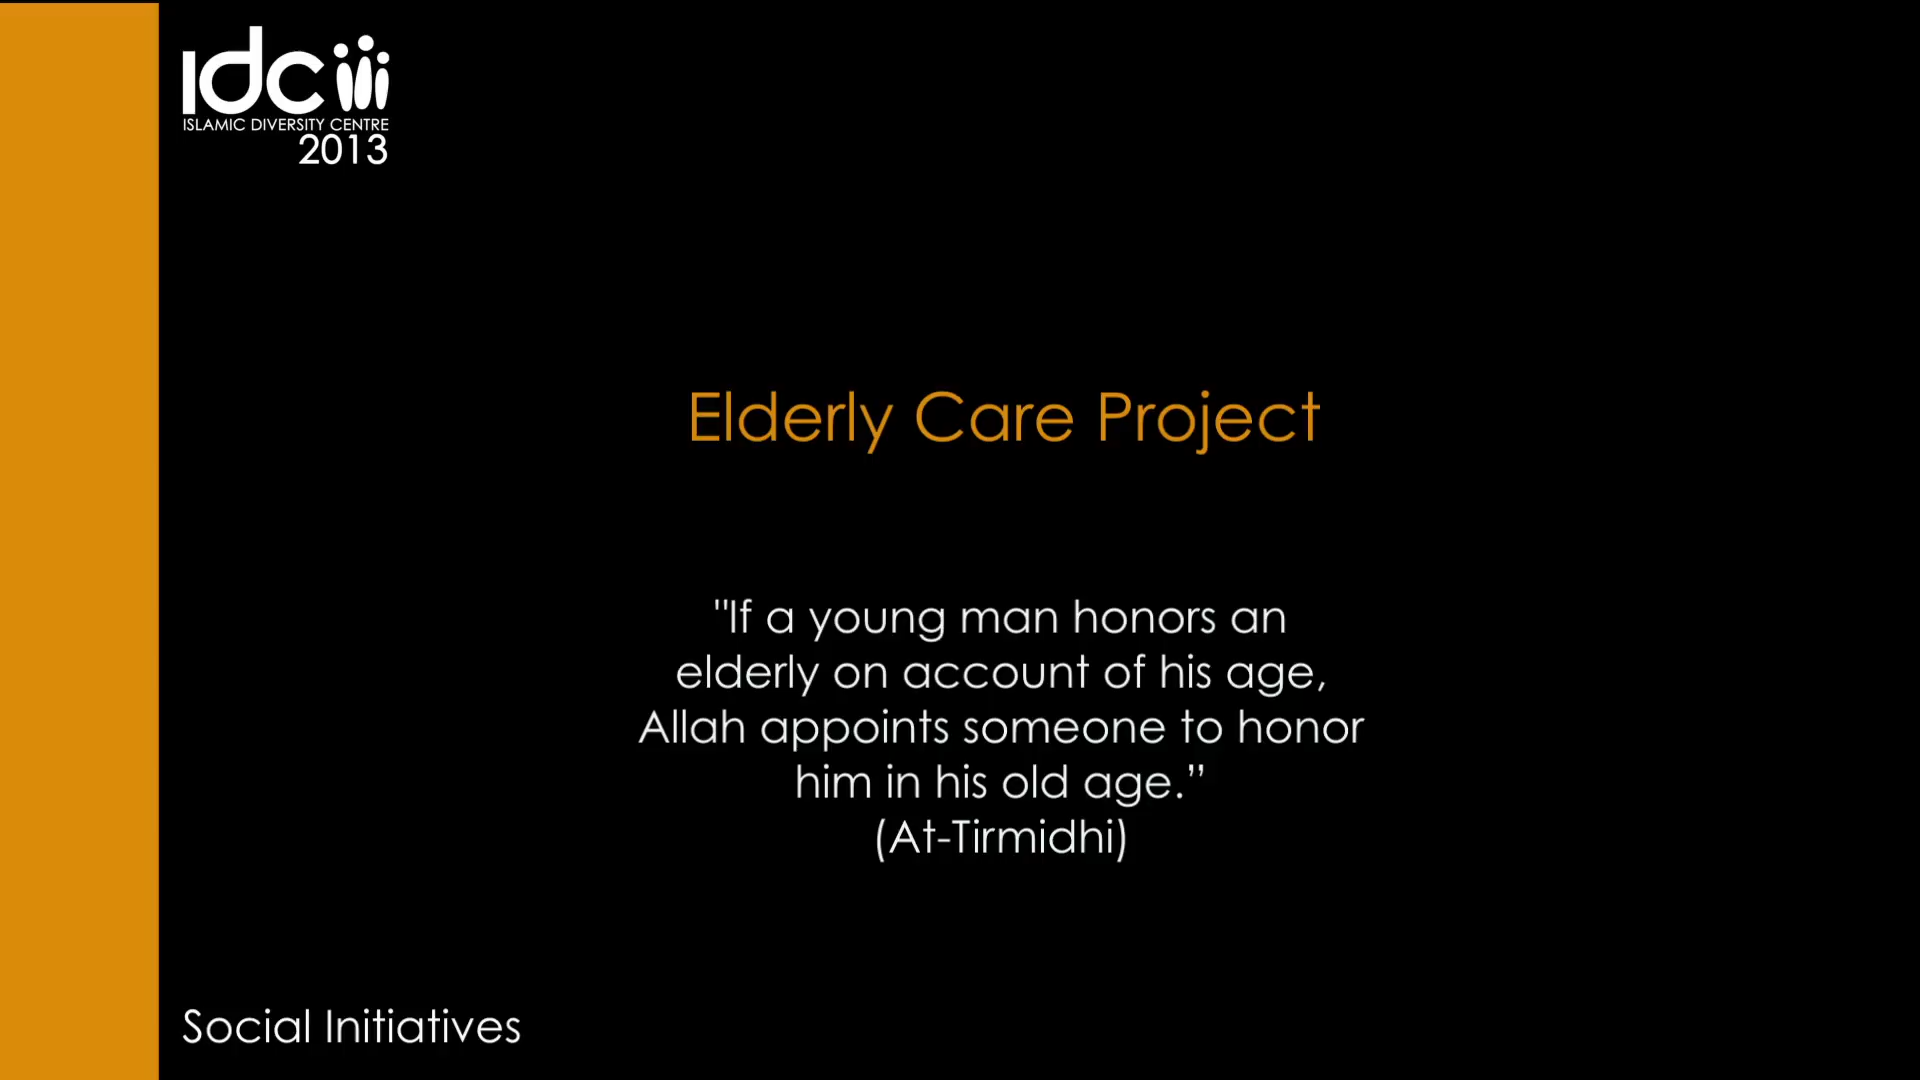 idc
ISLAMIC DIVERSITY CENTRE
2013
Elderly Care Project
"If a young man honors an
elderly on account of his age,
Allah appoints someone to honor
him in his old age.”
(At-Tirmidhi)
Social Initiatives